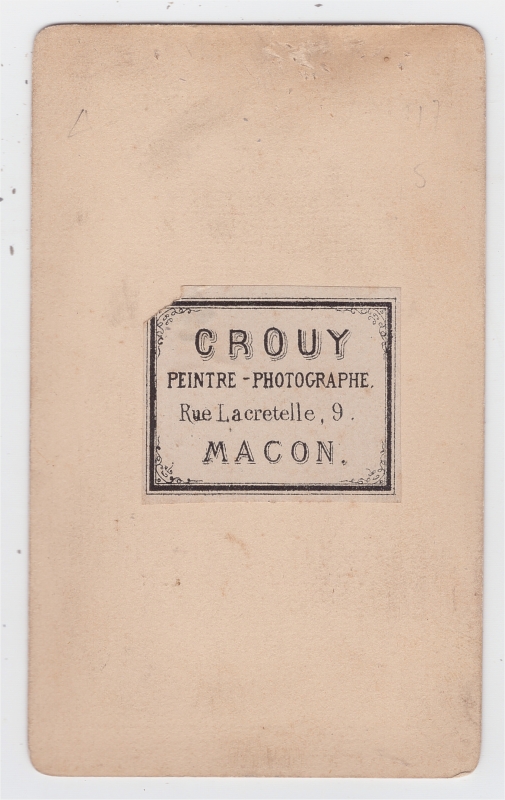 CROUY
PEINTRE-PHOTOGRAPHE.
Rue Lacretelle, 9.
MACON.